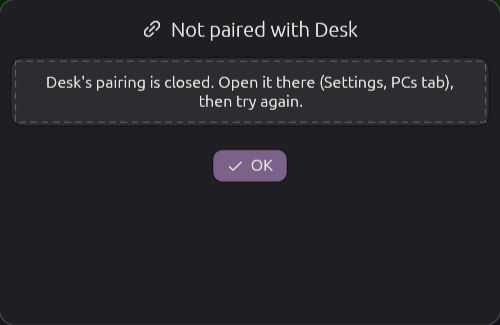 Not paired with Desk
Desk's pairing is closed. Open it there (Settings, PCs tab),
then try again.
OK